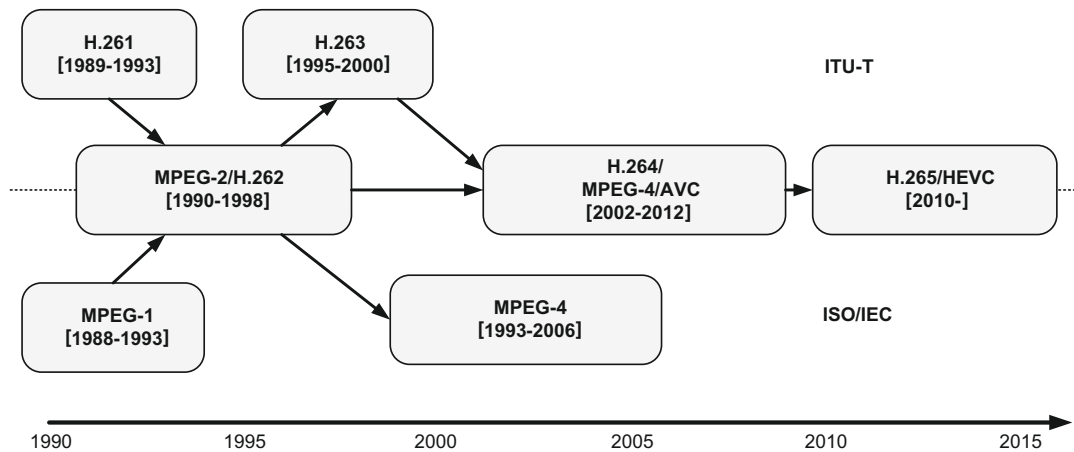 H.261
[1989-1993]
H.263
[1995-2000]
ITU-T
MPEG-2/H.262
[1990-1998]
H.264/
MPEG-4/AVC
[2002-2012]
H.265/HEVC
[2010-]
MPEG-1
[1988-1993]
MPEG-4
[1993-2006]
ISO/IEC
1990
1995
2000
2005
2010
2015